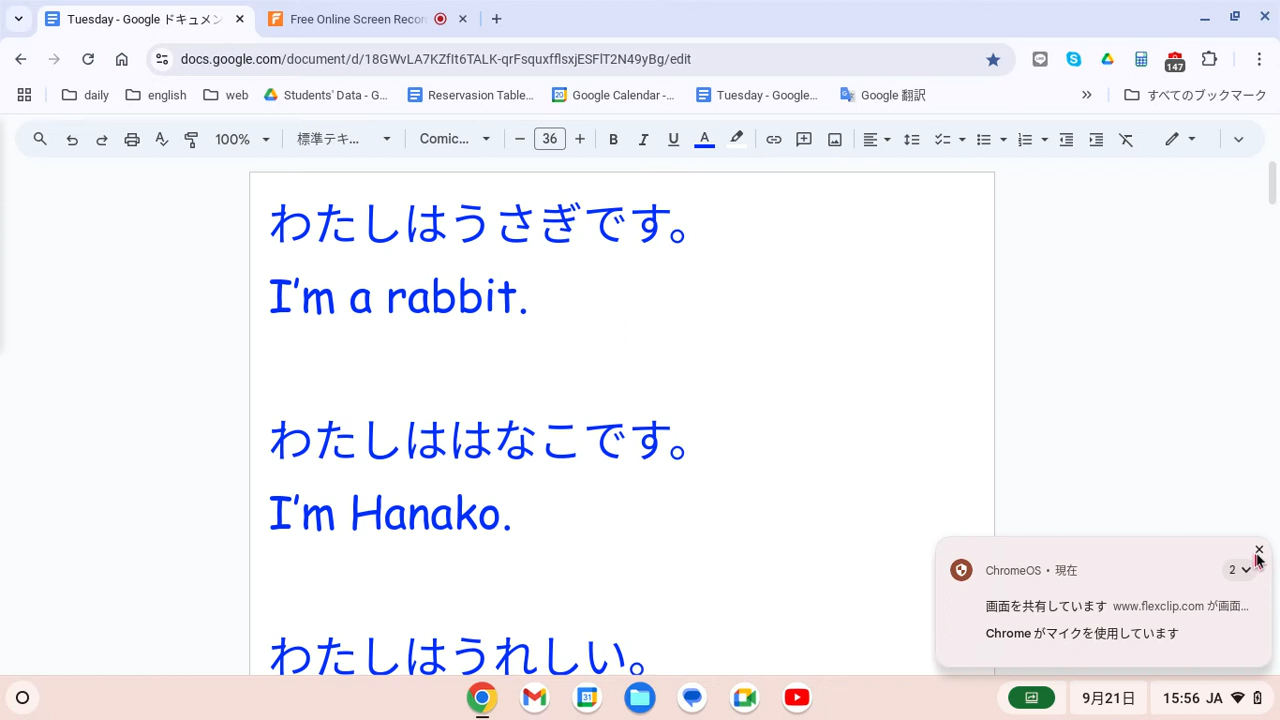 Tuesday - Google ドキュメン
Free Online Screen Recor
docs.google.com/document/d/1
147
daily
english
web
Students' Data - G...
Reservasion Table...
Google Calendar -...
Tuesday - Google...
Google 翻訳
すべてのブックマーク
100%
標準テキ...
Comic...
36
B
I
U
A
わたしはうさぎです。
I'm a rabbit.
わたしははなこです。
I'm Hanako.
わたしはうれしい。
ChromeOS • 現在
2
画面を共有しています www.flexclip.com が画面...
Chrome がマイクを使用しています
31
9月21日
15:56 JA